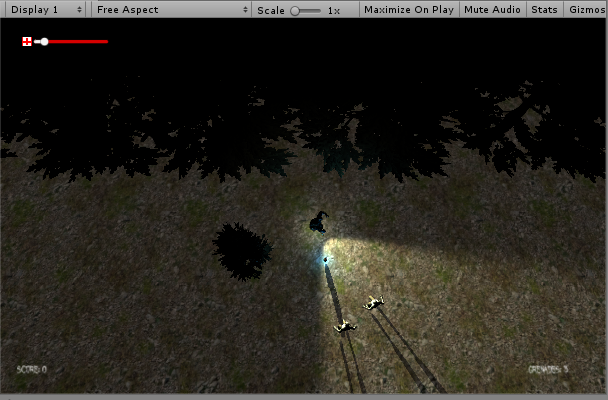 Display 1 Free Aspect Scale 1x Maximize On Play Mute Audio Stats Gizmos
SCORE: 0 GRENADES: 5